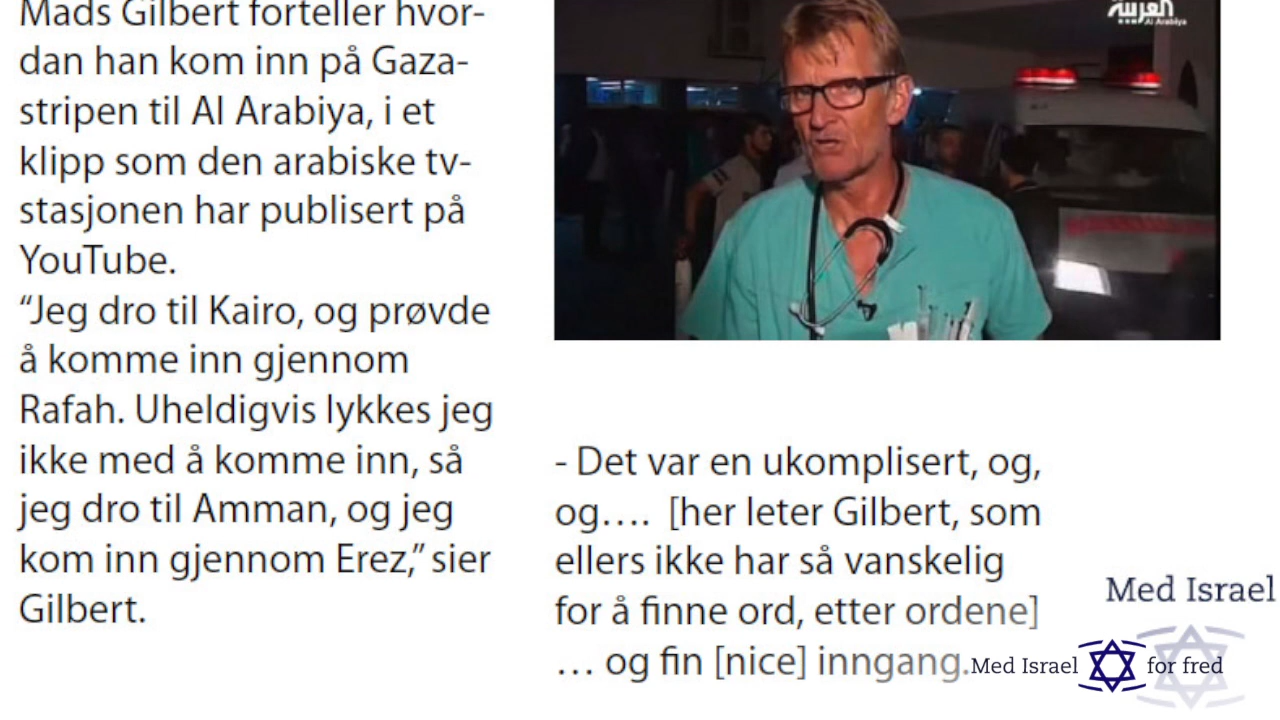 Mads Gilbert forteller hvor-
dan han kom inn på Gaza-
stripen til Al Arabiya, i et
klipp som den arabiske tv-
stasjonen har publisert på
YouTube.
“Jeg dro til Kairo, og prøvde
å komme inn gjennom
Rafah. Uheldigvis lykkes jeg
ikke med å komme inn, så
jeg dro til Amman, og jeg
kom inn gjennom Erez,” sier
Gilbert.
العربية
Al Arabiya
- Det var en ukomplisert, og,
og…. [her leter Gilbert, som
ellers ikke har så vanskelig
for å finne ord, etter ordene]
… og fin [nice] inngang.
Med Israel
Med Israel for fred